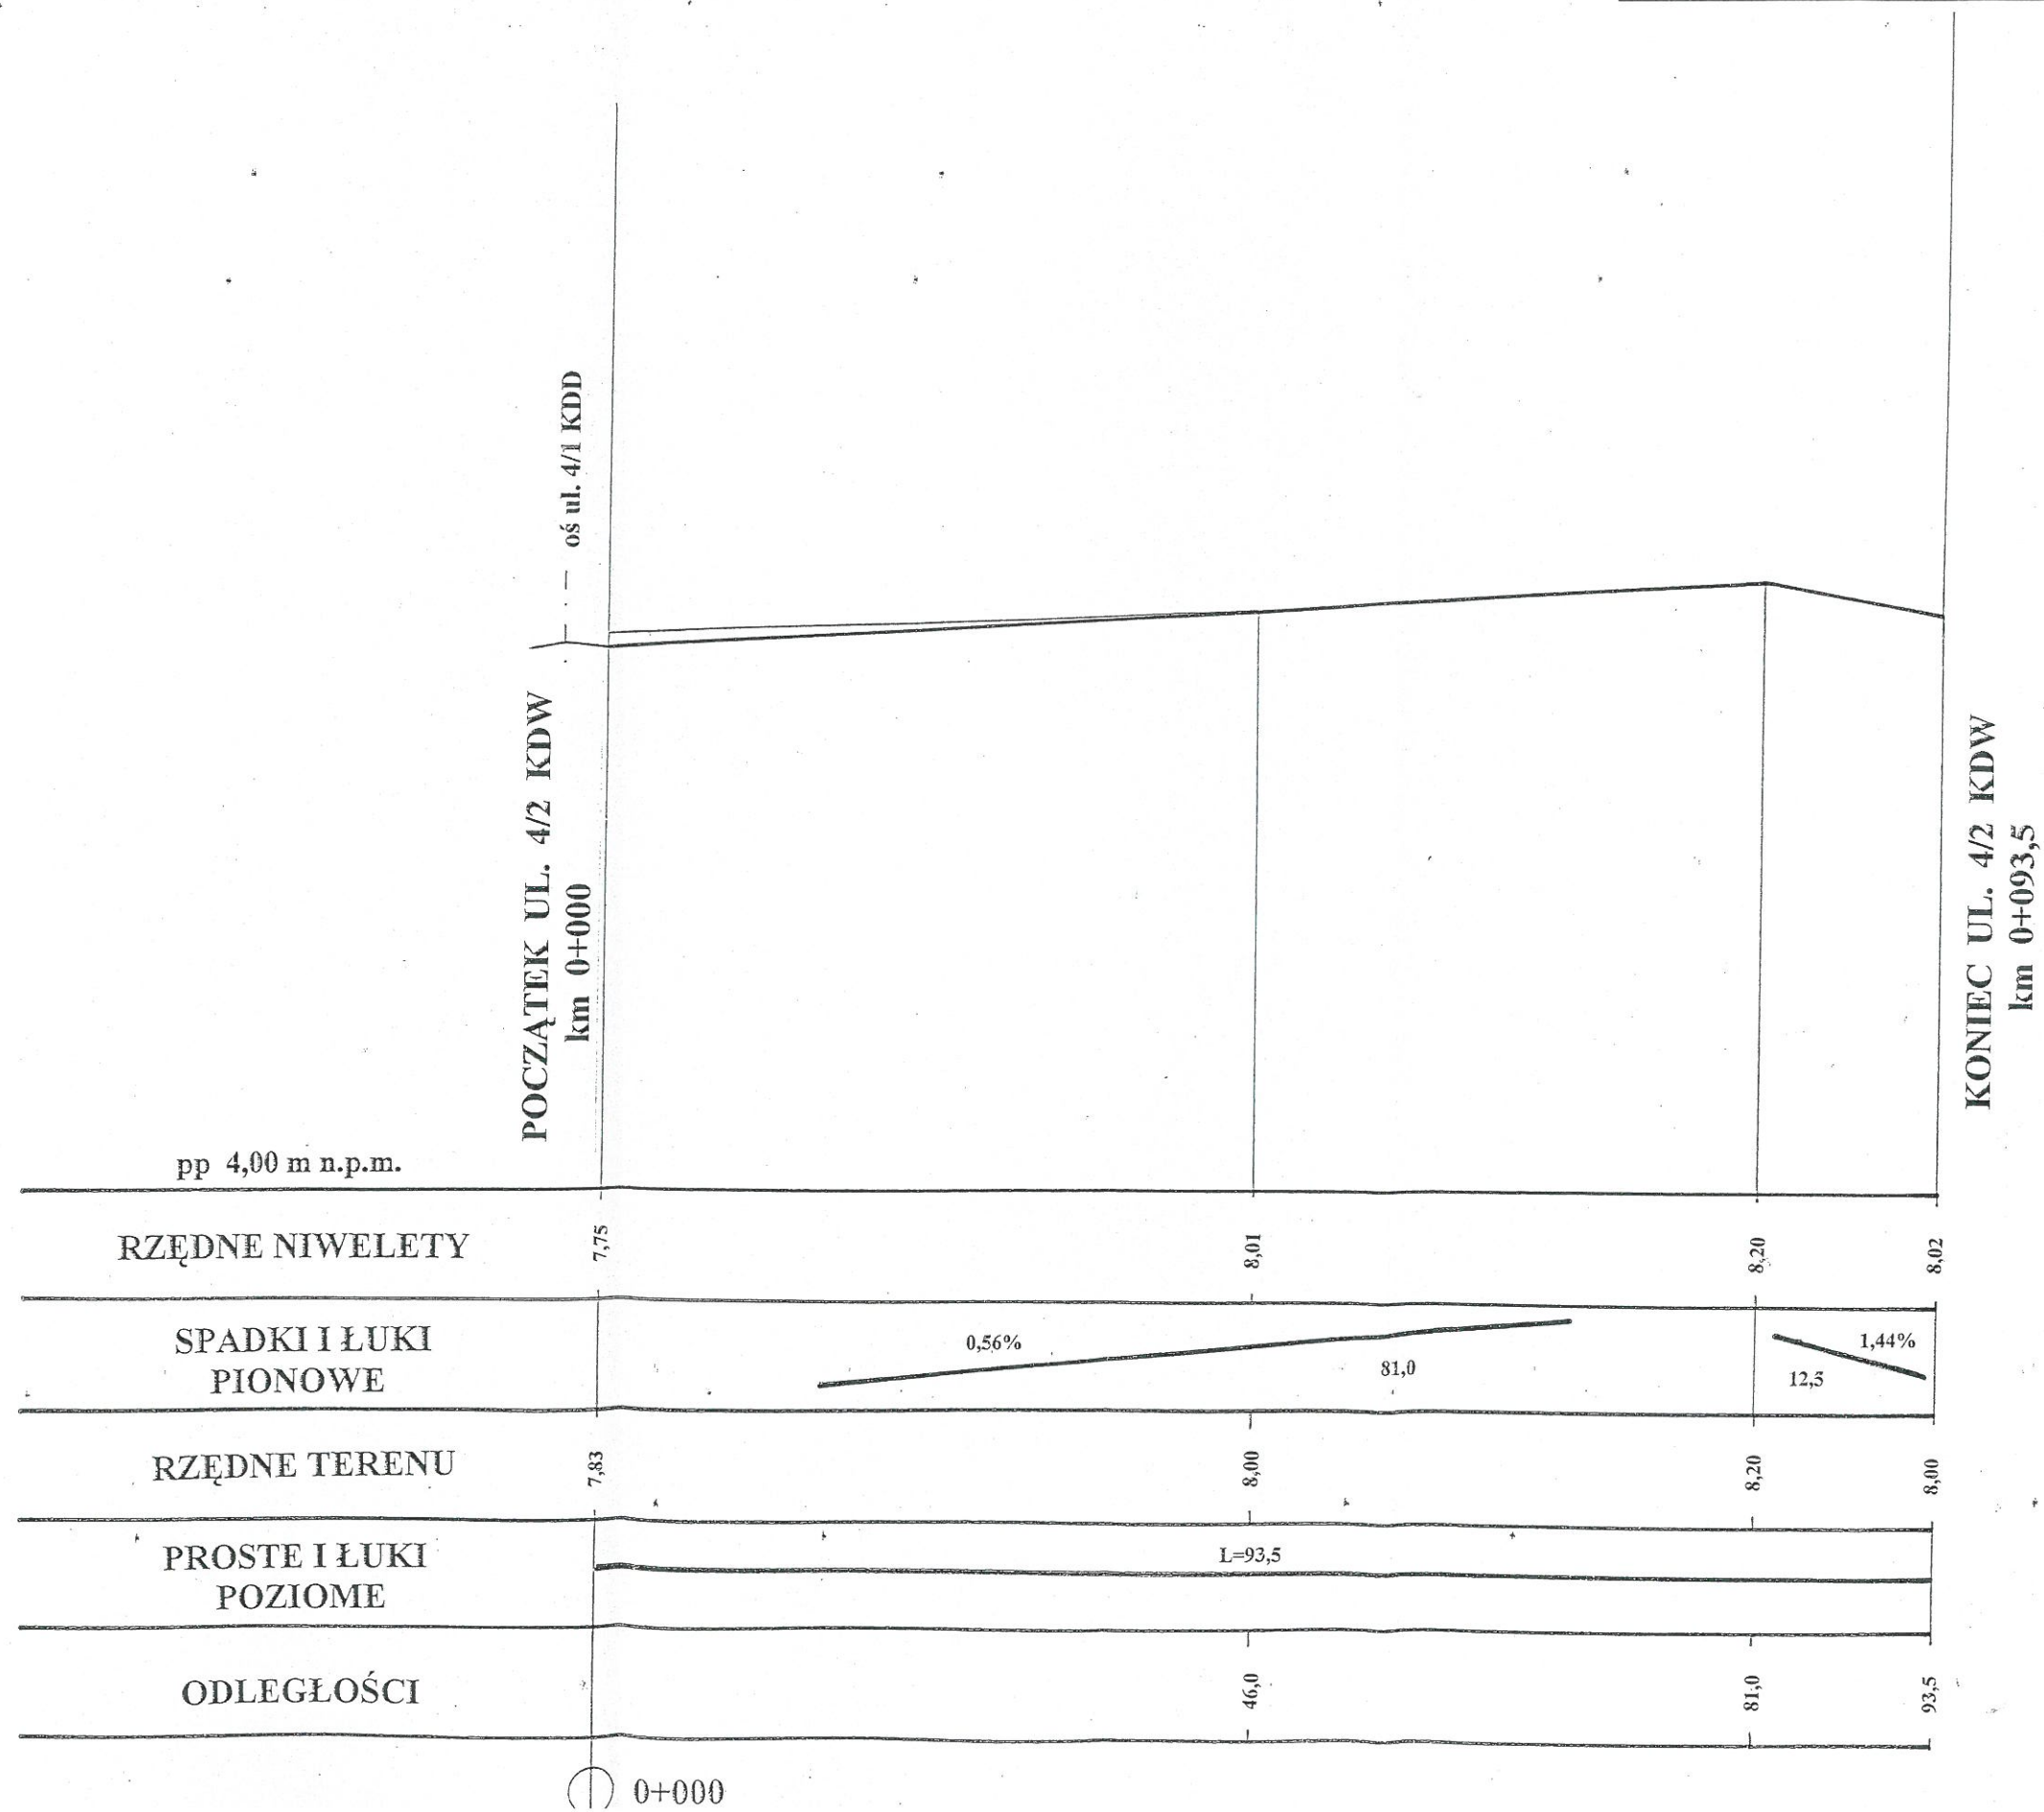 oś ul. 4/1 KDD
POCZĄTEK UL. 4/2 KDW
km 0+000
KONIEC UL. 4/2 KDW
km 0+093,5
pp 4,00 m n.p.m.
RZĘDNE NIWELETY
7,75
8,01
8,20
8,02
SPADKI I ŁUKI
PIONOWE
0,56%
81,0
1,44%
12,5
RZĘDNE TERENU
7,83
8,00
8,20
8,00
PROSTE I ŁUKI
POZIOME
L=93,5
ODLEGŁOŚCI
46,0
81,0
93,5
0+000